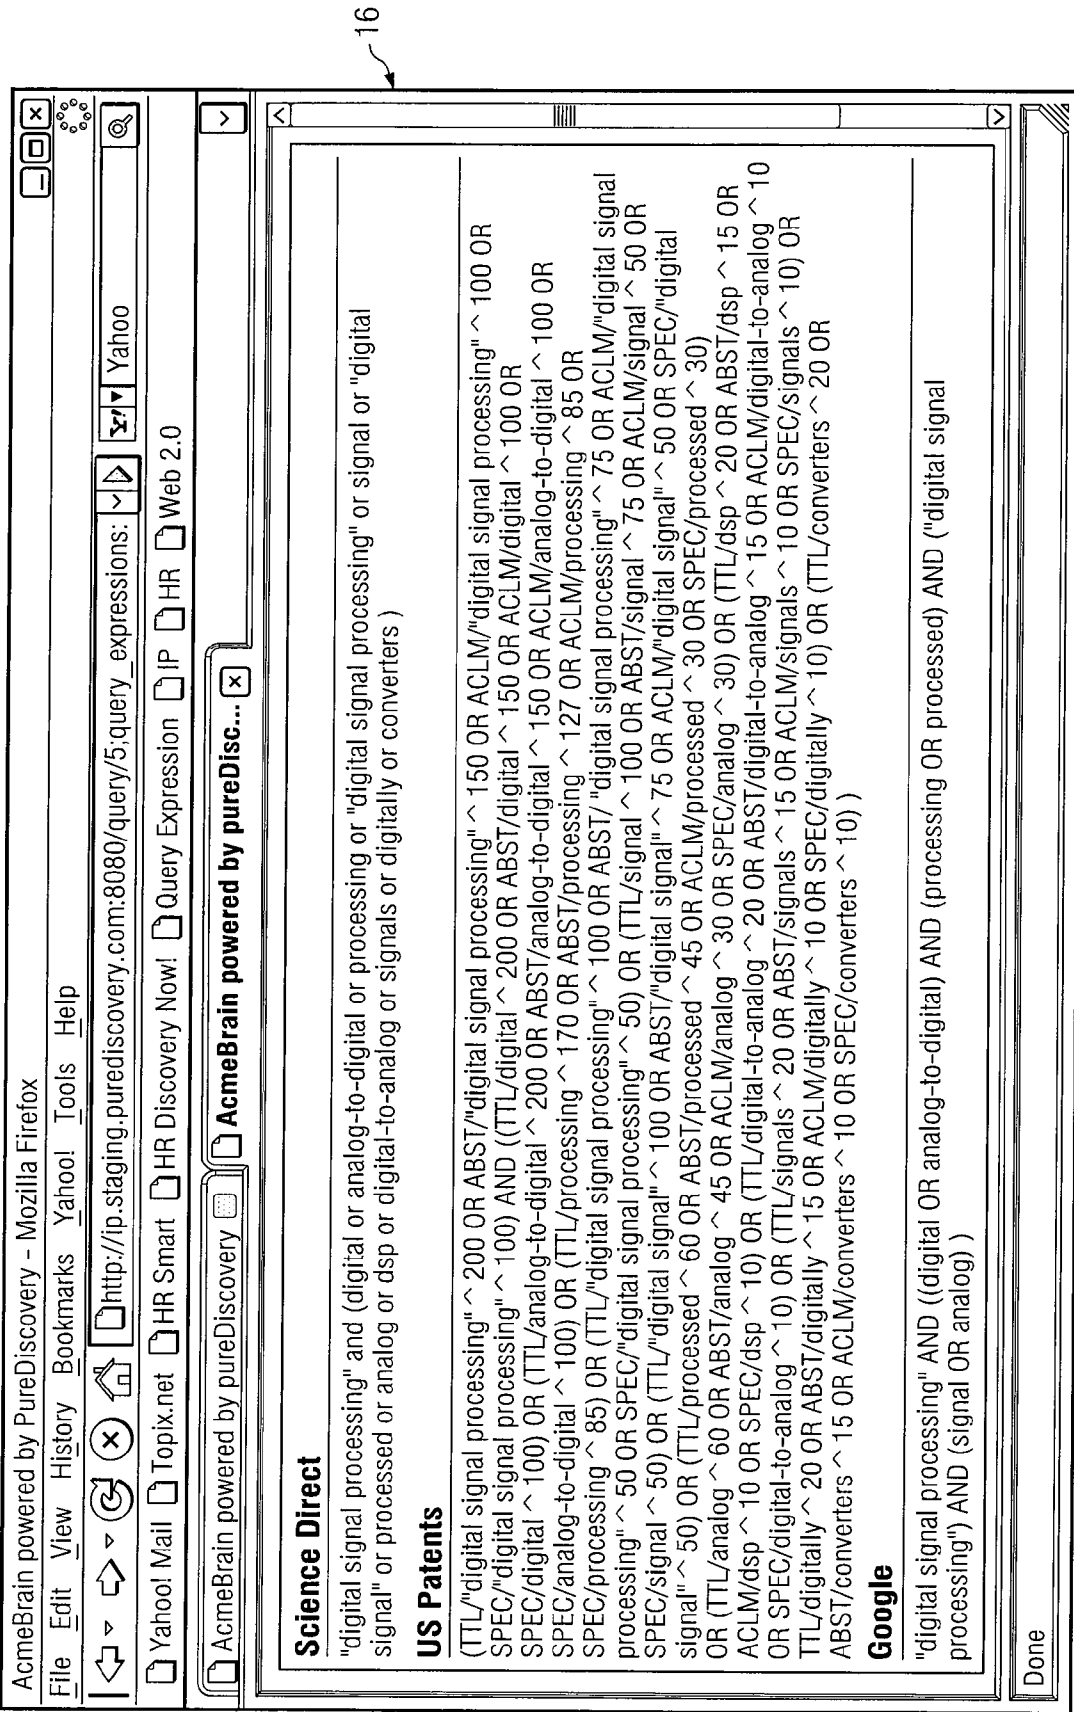 AcmeBrain powered by PureDiscovery – Mozilla Firefox
File Edit View History Bookmarks Yahoo! Tools Help
http://ip.staging.purediscovery.com:8080/query/5;query_expressions: Y! Yahoo
Yahoo! Mail Topix.net HR Smart HR Discovery Now! Query Expression IP HR Web 2.0
AcmeBrain powered by pureDiscovery AcmeBrain powered by pureDisc...
16
Science Direct
"digital signal processing" and (digital or analog-to-digital or processing or "digital signal processing" or signal or "digital
signal" or processed or analog or dsp or digital-to-analog or signals or digitally or converters )
US Patents
(TTL/"digital signal processing" ^ 200 OR ABST/"digital signal processing" ^ 150 OR ACLM/"digital signal processing" ^ 100 OR
SPEC/"digital signal processing" ^ 100) AND ((TTL/digital ^ 200 OR ABST/digital ^ 150 OR ACLM/digital ^ 100 OR
SPEC/digital ^ 100) OR (TTL/analog-to-digital ^ 200 OR ABST/analog-to-digital ^ 150 OR ACLM/analog-to-digital ^ 100 OR
SPEC/analog-to-digital ^ 100) OR (TTL/processing ^ 170 OR ABST/processing ^ 127 OR ACLM/processing ^ 85 OR
SPEC/processing ^ 85) OR (TTL/"digital signal processing" ^ 100 OR ABST/ "digital signal processing" ^ 75 OR ACLM/"digital signal
processing" ^ 50 OR SPEC/"digital signal processing" ^ 50) OR (TTL/signal ^ 100 OR ABST/signal ^ 75 OR ACLM/signal ^ 50 OR
SPEC/signal ^ 50) OR (TTL/"digital signal" ^ 100 OR ABST/"digital signal" ^ 75 OR ACLM/"digital signal" ^ 50 OR SPEC/"digital
signal" ^ 50) OR (TTL/processed ^ 60 OR ABST/processed ^ 45 OR ACLM/processed ^ 30 OR SPEC/processed ^ 30)
OR (TTL/analog ^ 60 OR ABST/analog ^ 45 OR ACLM/analog ^ 30 OR SPEC/analog ^ 30) OR (TTL/dsp ^ 20 OR ABST/dsp ^ 15 OR
ACLM/dsp ^ 10 OR SPEC/dsp ^ 10) OR (TTL/digital-to-analog ^ 20 OR ABST/digital-to-analog ^ 15 OR ACLM/digital-to-analog ^ 10
OR SPEC/digital-to-analog ^ 10) OR (TTL/signals ^ 20 OR ABST/signals ^ 15 OR ACLM/signals ^ 10 OR SPEC/signals ^ 10) OR
TTL/digitally ^ 20 OR ABST/digitally ^ 15 OR ACLM/digitally ^ 10 OR SPEC/digitally ^ 10) OR (TTL/converters ^ 20 OR
ABST/converters ^ 15 OR ACLM/converters ^ 10 OR SPEC/converters ^ 10) )
Google
"digital signal processing" AND ((digital OR analog-to-digital) AND (processing OR processed) AND ("digital signal
processing") AND (signal OR analog) )
Done